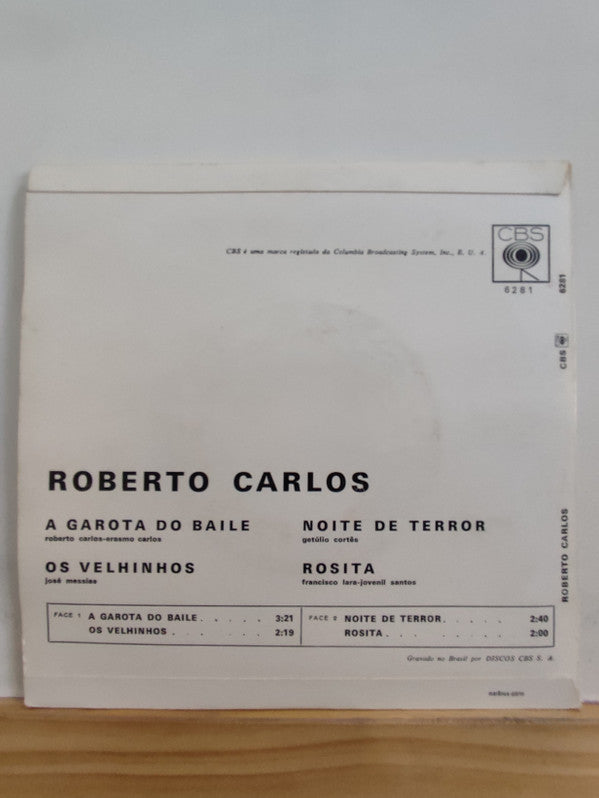 CBS é uma marca registada da Columbia Broadcasting System, Inc., E. U. A.
CBS
6281
6281
CBS
ROBERTO CARLOS
ROBERTO CARLOS
A GAROTA DO BAILE
roberto carlos-erasmo carlos
NOITE DE TERROR
getúlio cortês
OS VELHINHOS
josé messias
ROSITA
francisco lara-jovenil santos
FACE 1 A GAROTA DO BAILE. . . . . 3:21
OS VELHINHOS . . . . . . 2:19
FACE 2 NOITE DE TERROR. . . . . 2:40
ROSITA. . . . . . . 2:00
Gravado no Brasil por DISCOS CBS S. A.